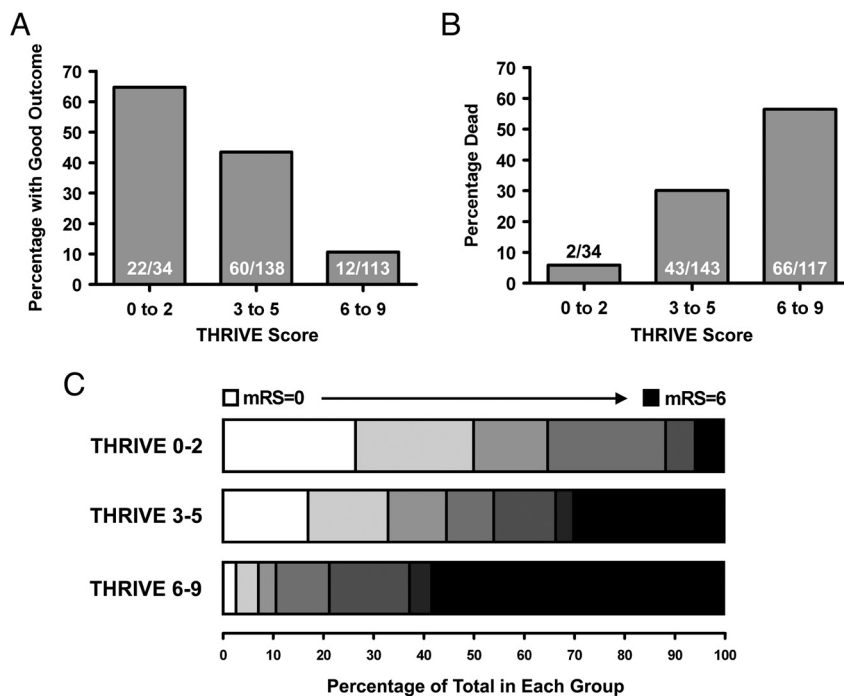 A
Percentage with Good Outcome
70
60
50
40
30
20
10
0
22/34 60/138 12/113
0 to 2 3 to 5 6 to 9
THRIVE Score
B
Percentage Dead
70
60
50
40
30
20
10
0
2/34 43/143 66/117
0 to 2 3 to 5 6 to 9
THRIVE Score
C
mRS=0 mRS=6
THRIVE 0-2
THRIVE 3-5
THRIVE 6-9
0 10 20 30 40 50 60 70 80 90 100
Percentage of Total in Each Group